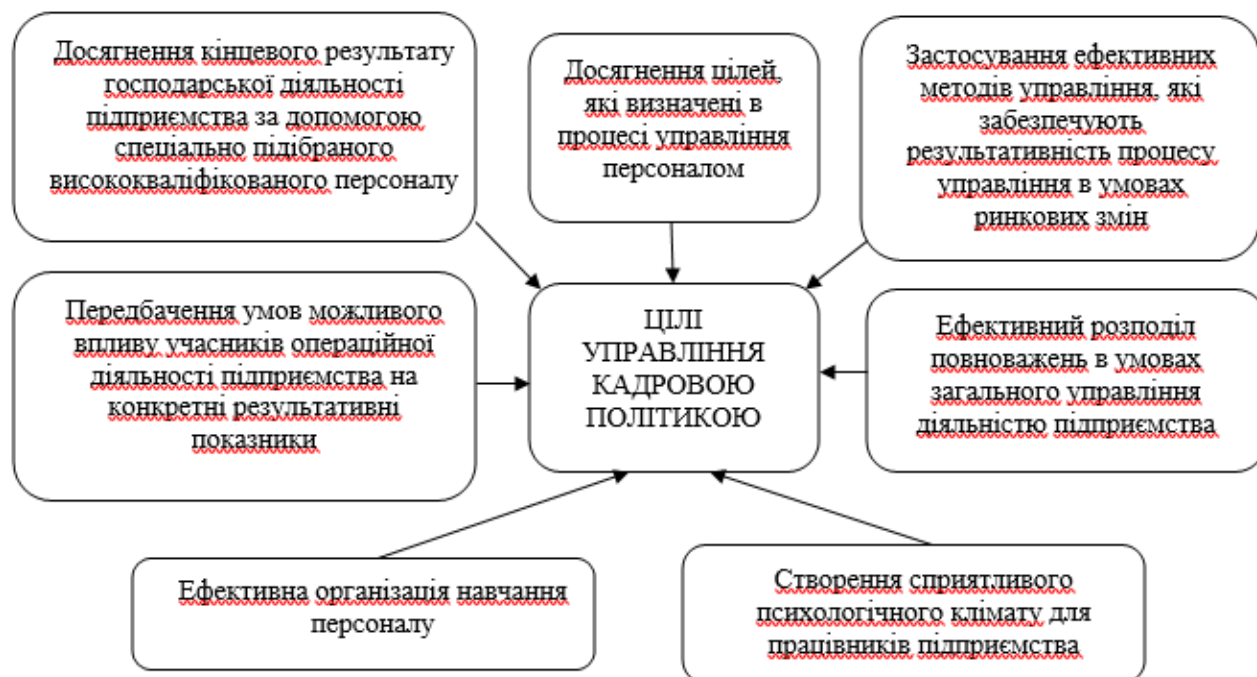 Досягнення кінцевого результату
господарської діяльності
підприємства за допомогою
спеціально підібраного
висококваліфікованого персоналу
Досягнення цілей,
які визначені в
процесі управління
персоналом
Застосування ефективних
методів управління, які
забезпечують
результативність процесу
управління в умовах
ринкових змін
Передбачення умов можливого
впливу учасників операційної
діяльності підприємства на
конкретні результативні
показники
ЦІЛІ
УПРАВЛІННЯ
КАДРОВОЮ
ПОЛІТИКОЮ
Ефективний розподіл
повноважень в умовах
загального управління
діяльністю підприємства
Ефективна організація навчання
персоналу
Створення сприятливого
психологічного клімату для
працівників підприємства